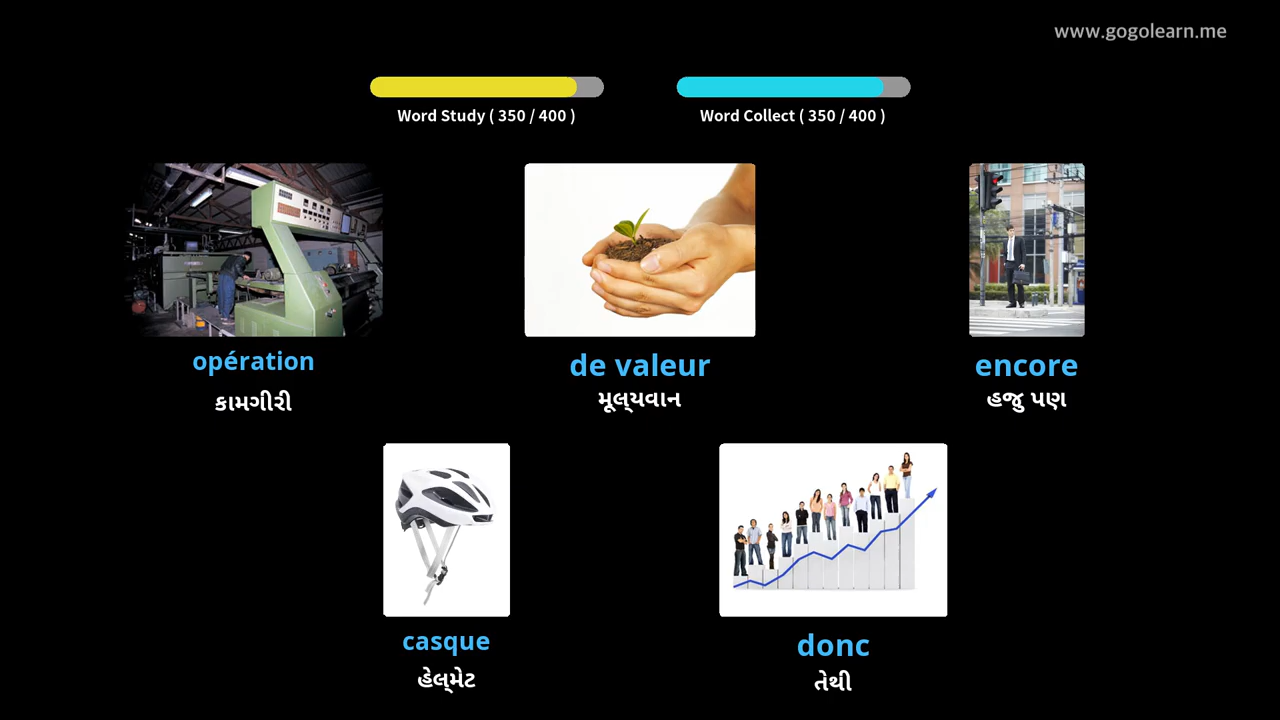 www.gogolearn.me
Word Study ( 350 / 400 )
Word Collect ( 350 / 400 )
opération
કામગીરી
de valeur
મૂલ્યવાન
encore
હજુ પણ
casque
હેલ્મેટ
donc
તેથી